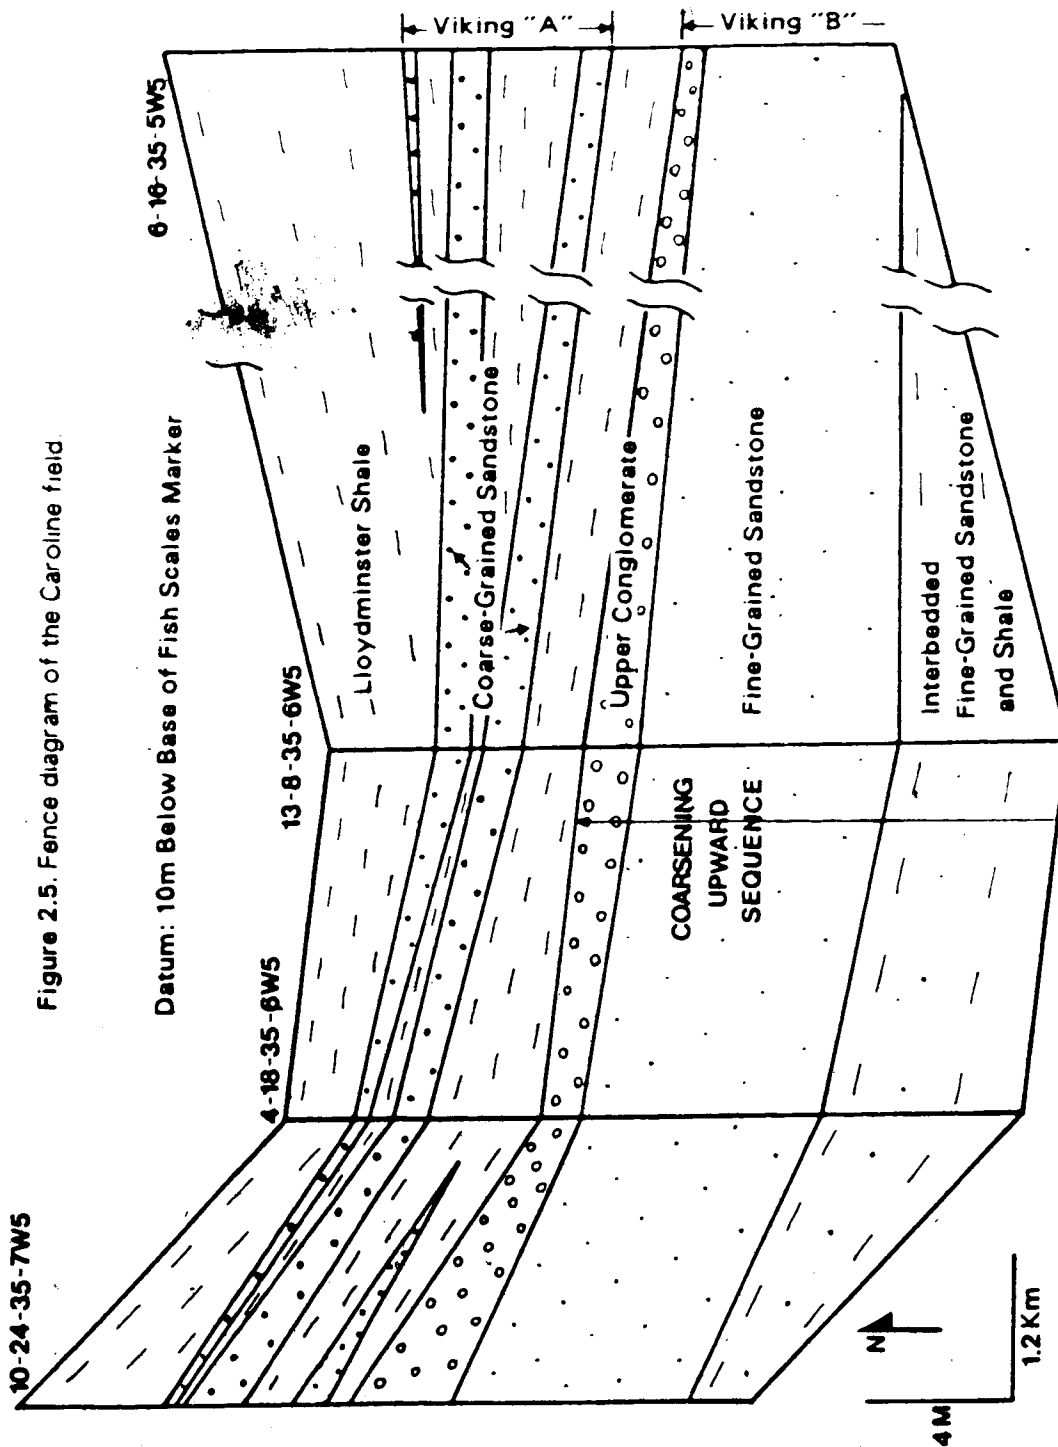 Figure 2.5. Fence diagram of the Caroline field.
Datum: 10m Below Base of Fish Scales Marker
10-24-35-7W5
4-18-35-6W5
13-8-35-6W5
6-16-35-5W5
Viking "A"
Viking "B"
Lloydminster Shale
Coarse-Grained Sandstone
Upper Conglomerate
Fine-Grained Sandstone
Interbedded
Fine-Grained Sandstone
and Shale
COARSENING
UPWARD
SEQUENCE
N
4M
1.2 Km